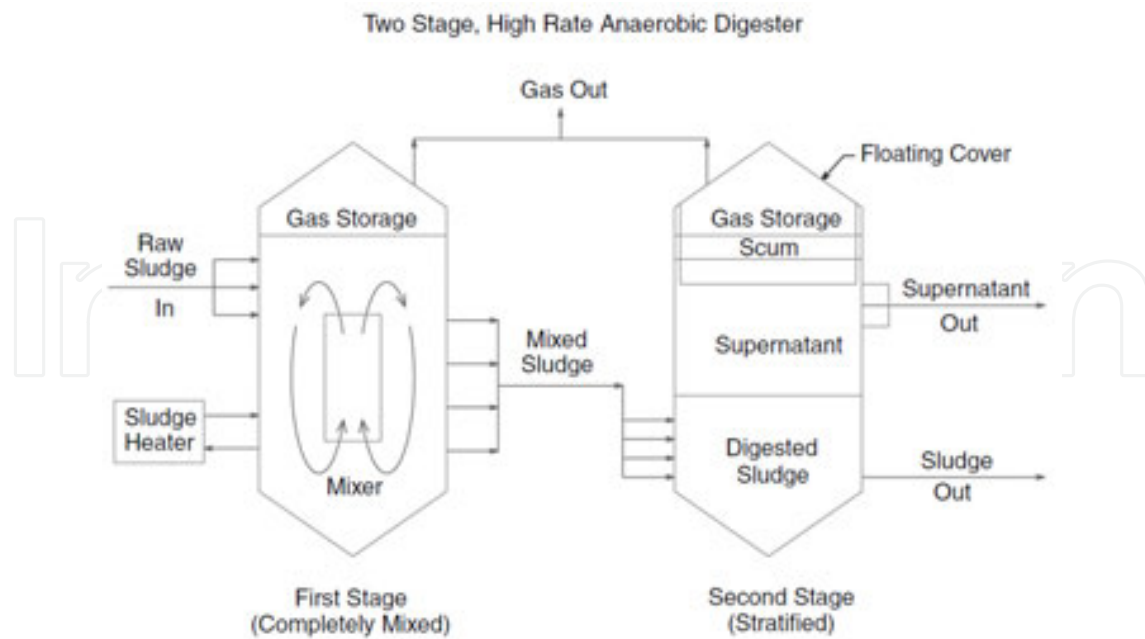 Two Stage, High Rate Anaerobic Digester
Gas Out
Floating Cover
Gas Storage
Gas Storage
Scum
Raw
Sludge
In
Supernatant
Out
Mixed
Sludge
Supernatant
Sludge
Heater
Digested
Sludge
Sludge
Out
Mixer
First Stage
(Completely Mixed)
Second Stage
(Stratified)